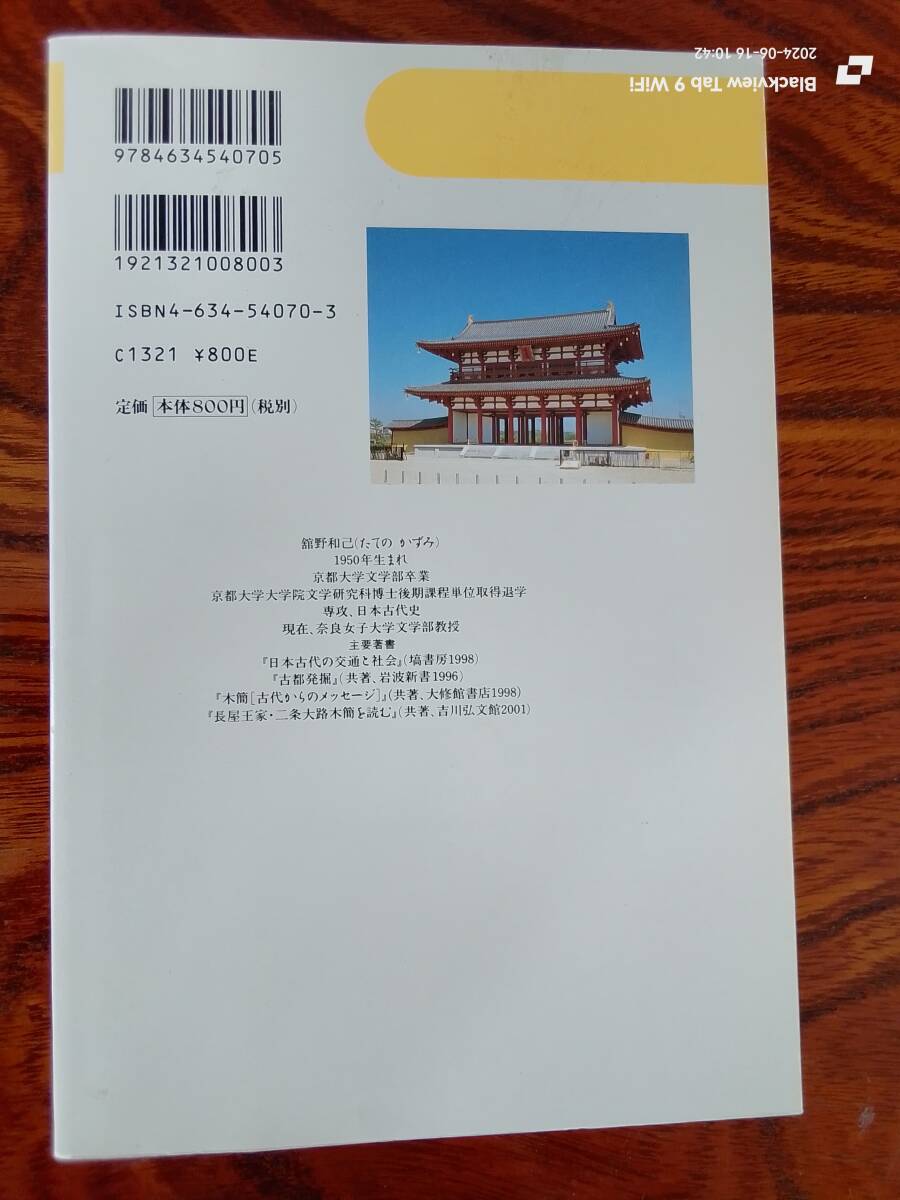 2024-06-16 10:42
Blackview Tab 9 WiFi
9784634540705
1921321008003
ISBN4-634-54070-3
C1321 ¥800E
定価 本体800円(税別)
舘野和己(たての かずみ)
1950年生まれ
京都大学文学部卒業
京都大学大学院文学研究科博士後期課程単位取得退学
専攻、日本古代史
現在、奈良女子大学文学部教授
主要著書
『日本古代の交通と社会』(塙書房1998)
『古都発掘』(共著、岩波新書1996)
『木簡[古代からのメッセージ]』(共著、大修館書店1998)
『長屋王家・二条大路木簡を読む』(共著、吉川弘文館2001)